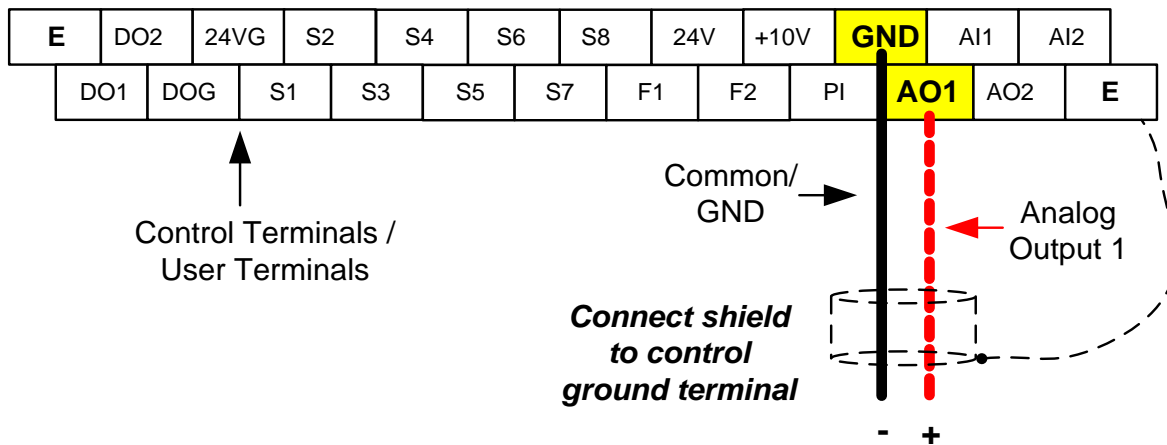 E DO2 24VG S2 S4 S6 S8 24V +10V GND AI1 AI2
DO1 DOG S1 S3 S5 S7 F1 F2 PI AO1 AO2 E
Control Terminals /
User Terminals
Common/
GND
Analog
Output 1
Connect shield
to control
ground terminal
- +